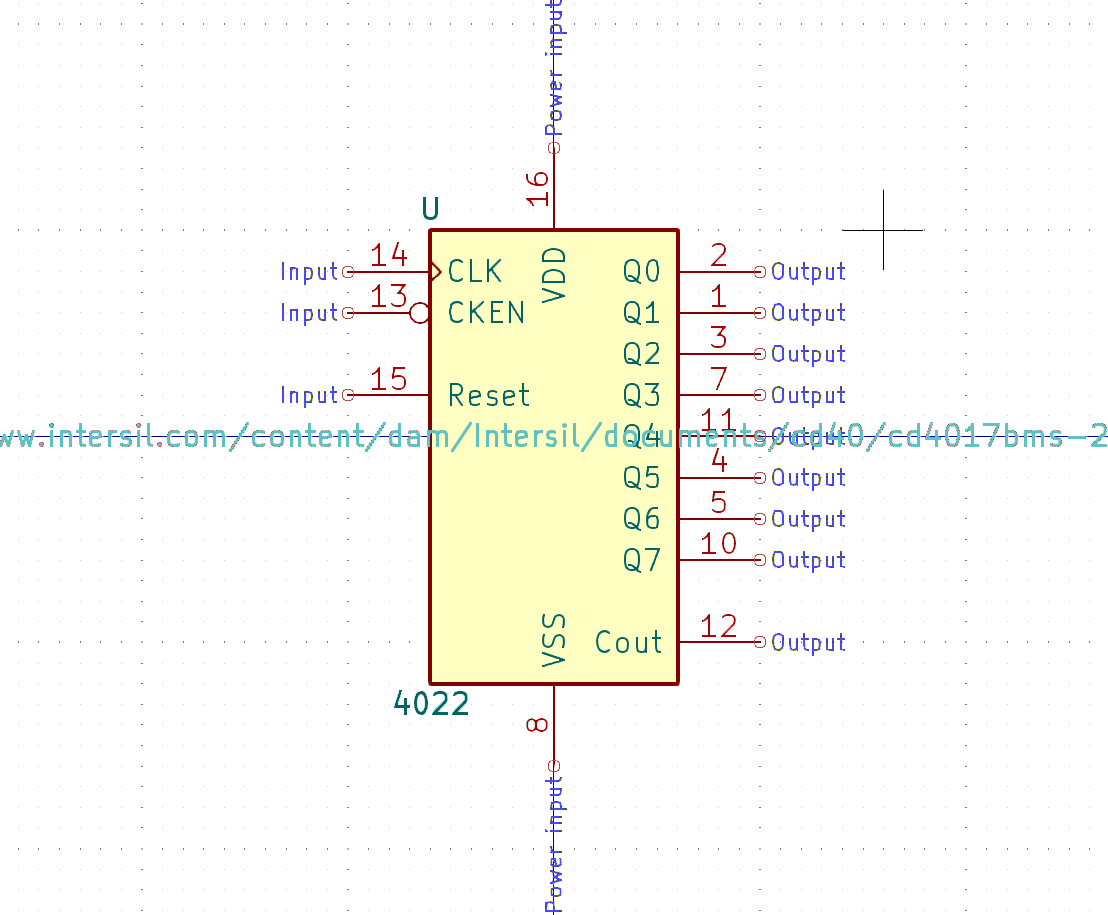 Power input
16
U
14
2
Input CLK VDD Q0 Output
13
1
Input CKEN Q1 Output
3
Q2 Output
15
7
Input Reset Q3 Output
11
Q4 Output
ww.intersil.com/content/dam/Intersil/documents/cd40/cd4017bms-2
4
Q5 Output
5
Q6 Output
10
Q7 Output
12
VSS Cout Output
4022
8
Power input